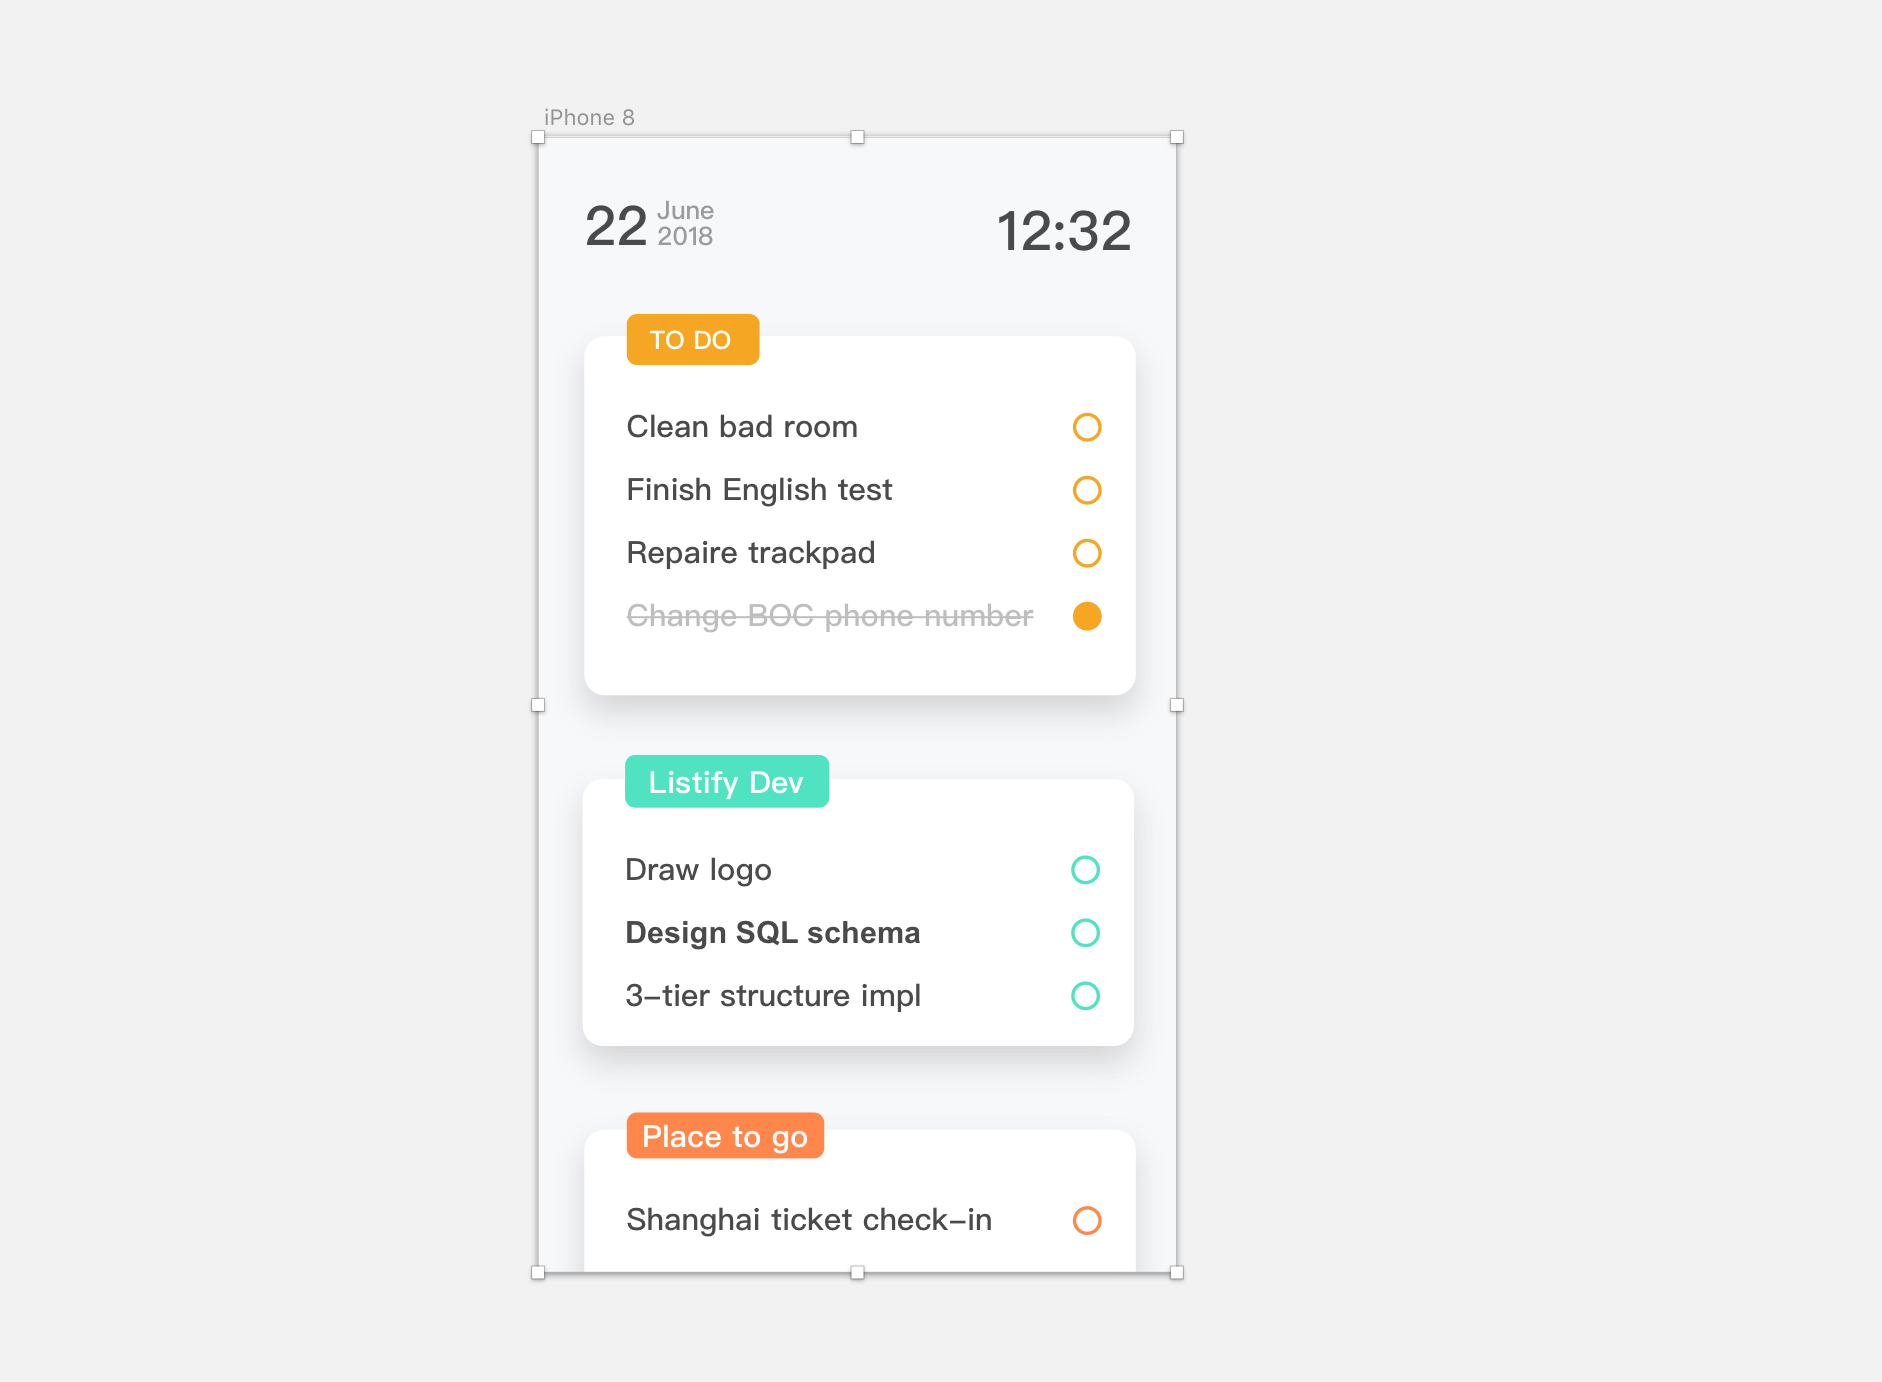 iPhone 8
22 June
2018
12:32
TO DO
Clean bad room
Finish English test
Repaire trackpad
Change BOC phone number
Listify Dev
Draw logo
Design SQL schema
3-tier structure impl
Place to go
Shanghai ticket check-in